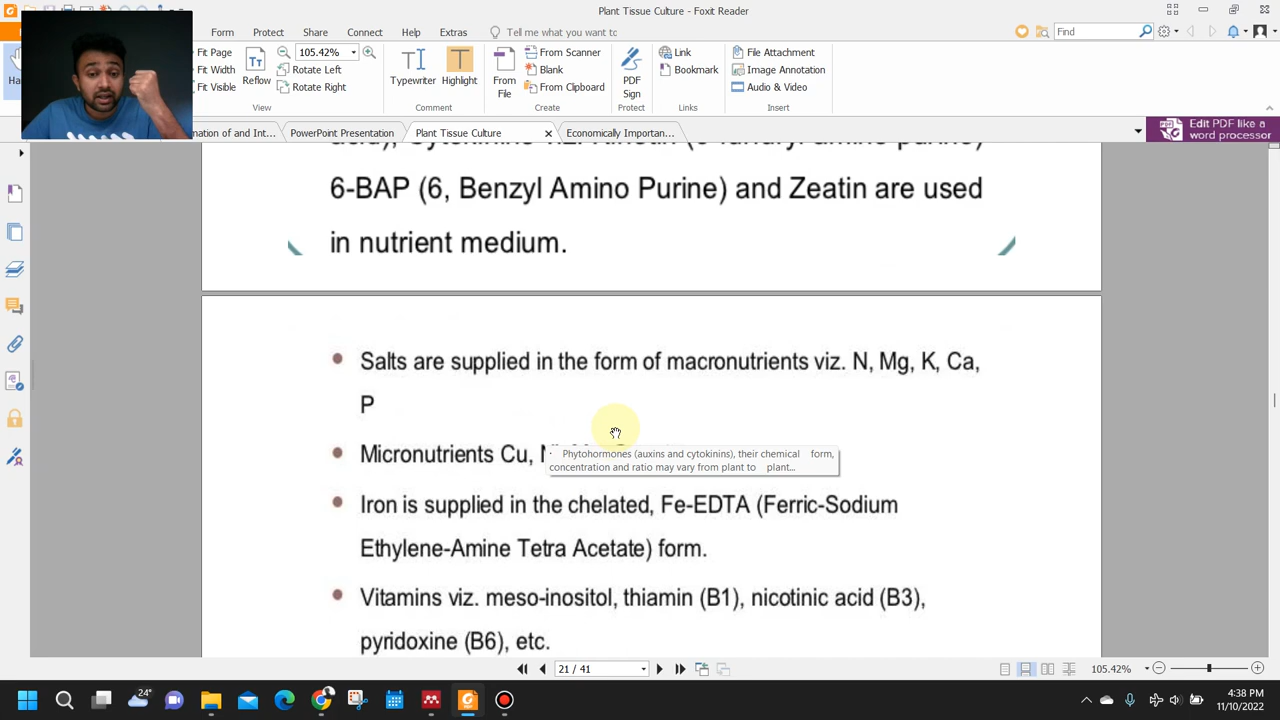 Plant Tissue Culture - Foxit Reader
Form Protect Share Connect Help Extras Tell me what you want to Find
Fit Page 105.42% From Scanner Link File Attachment
Fit Width Rotate Left Reflow Typewriter Highlight From File Blank PDF Sign Bookmark Image Annotation
Fit Visible Rotate Right From Clipboard Audio & Video
View Comment Create Protect Links Insert
nation of and Int... PowerPoint Presentation Plant Tissue Culture Economically Importan... Edit PDF like a word processor
6-BAP (6, Benzyl Amino Purine) and Zeatin are used
in nutrient medium.
Salts are supplied in the form of macronutrients viz. N, Mg, K, Ca,
P
Micronutrients Cu,
Phytohormones (auxins and cytokinins), their chemical form,
concentration and ratio may vary from plant to plant...
Iron is supplied in the chelated, Fe-EDTA (Ferric-Sodium
Ethylene-Amine Tetra Acetate) form.
Vitamins viz. meso-inositol, thiamin (B1), nicotinic acid (B3),
pyridoxine (B6), etc.
21 / 41 105.42%
24° 4:38 PM
11/10/2022